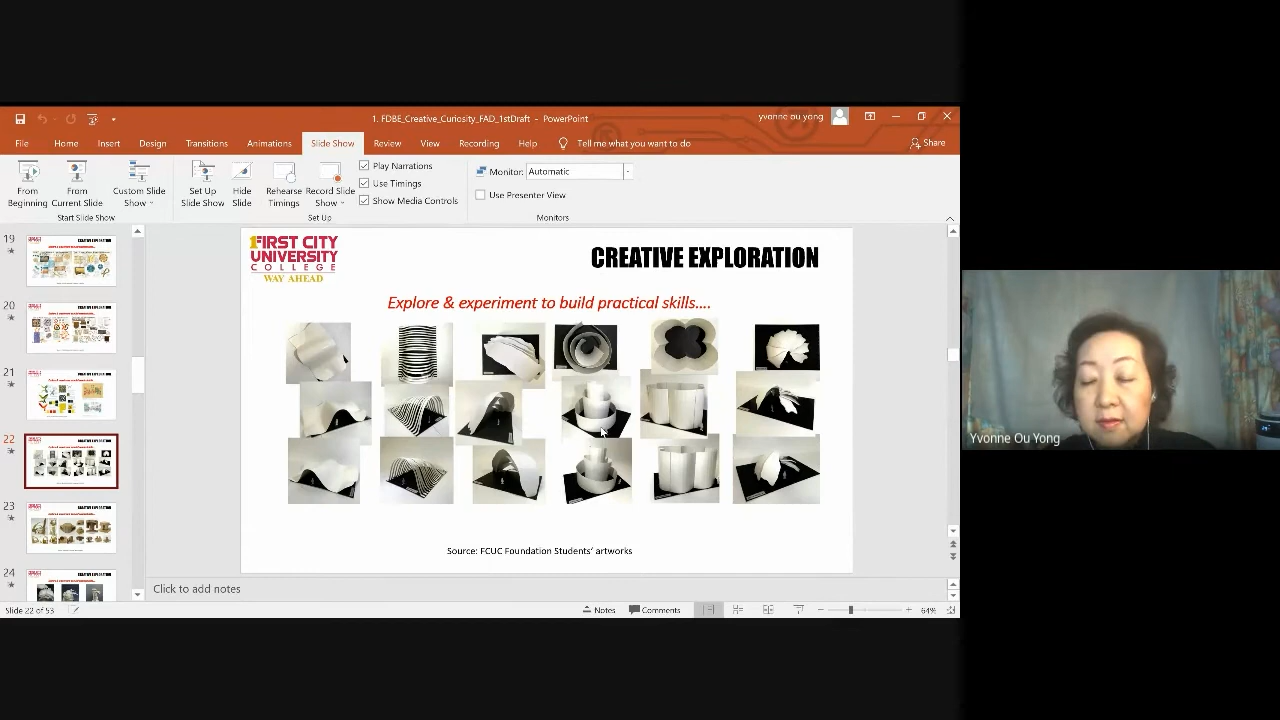 1. FDBE_Creative_Curiosity_FAD_1stDraft - PowerPoint
yvonne ou yong
File Home Insert Design Transitions Animations Slide Show Review View Recording Help Tell me what you want to do Share
From Beginning
From Current Slide
Custom Slide Show
Set Up Slide Show
Hide Slide
Rehearse Timings
Record Slide Show
Play Narrations
Use Timings
Show Media Controls
Monitor: Automatic
Use Presenter View
Start Slide Show
Set Up
Monitors
19
20
21
22
23
24
1FIRST CITY
UNIVERSITY
COLLEGE
WAY AHEAD
CREATIVE EXPLORATION
Explore & experiment to build practical skills....
Source: FCUC Foundation Students' artworks
Click to add notes
Slide 22 of 53
Notes Comments 64%
Yvonne Ou Yong